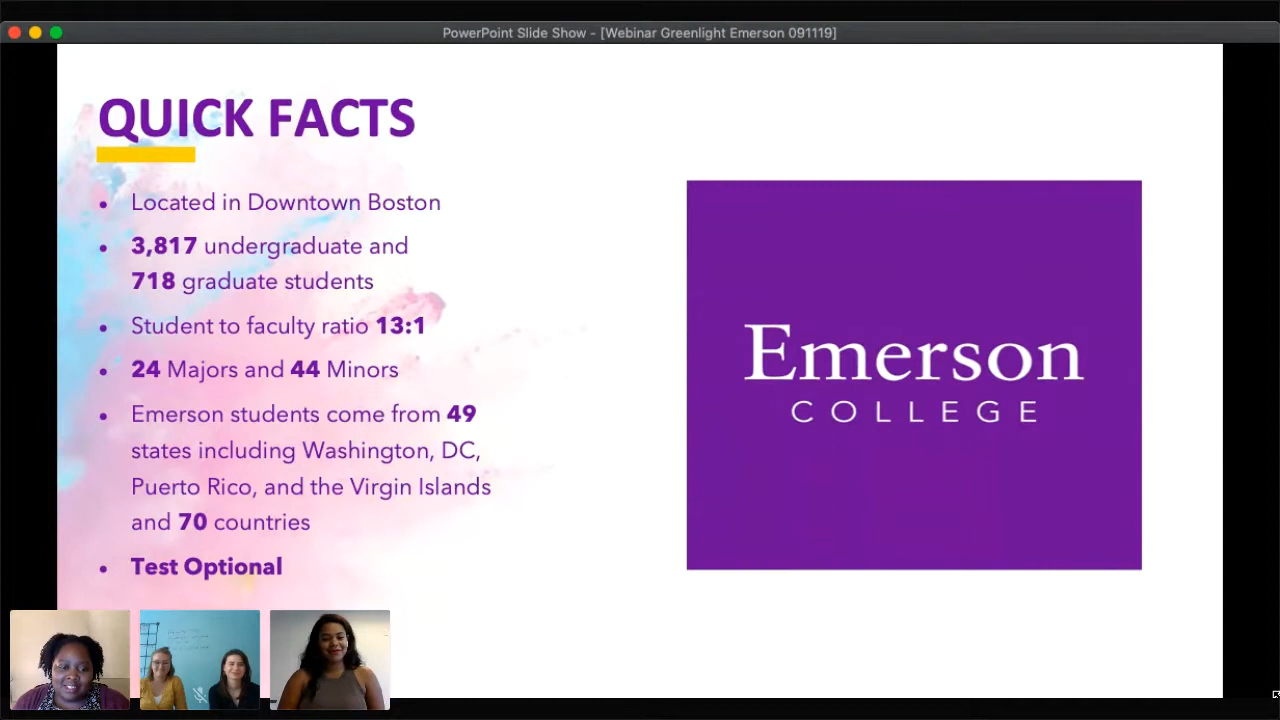 PowerPoint Slide Show - [Webinar Greenlight Emerson 091119]
QUICK FACTS
• Located in Downtown Boston
• 3,817 undergraduate and
718 graduate students
• Student to faculty ratio 13:1
• 24 Majors and 44 Minors
• Emerson students come from 49
states including Washington, DC,
Puerto Rico, and the Virgin Islands
and 70 countries
• Test Optional
Emerson
COLLEGE